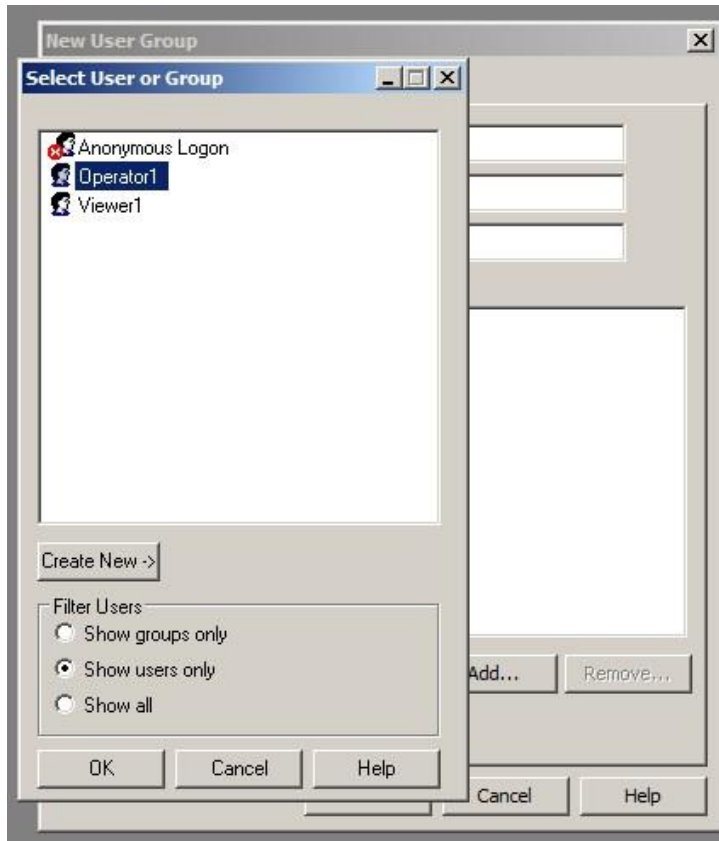 New User Group
Select User or Group
Anonymous Logon
Operator1
Viewer1
Create New ->
Filter Users
Show groups only
Show users only
Show all
Add...
Remove...
OK
Cancel
Help
Cancel
Help